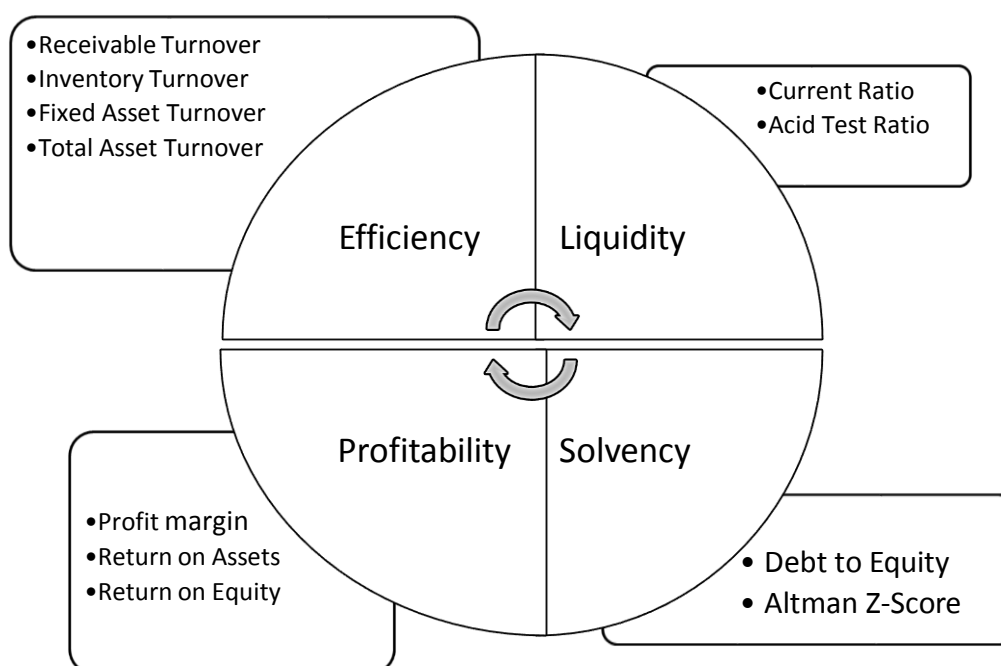 •Receivable Turnover
•Inventory Turnover
•Fixed Asset Turnover
•Total Asset Turnover
•Current Ratio
•Acid Test Ratio
Efficiency
Liquidity
Profitability
Solvency
•Profit margin
•Return on Assets
•Return on Equity
• Debt to Equity
• Altman Z-Score